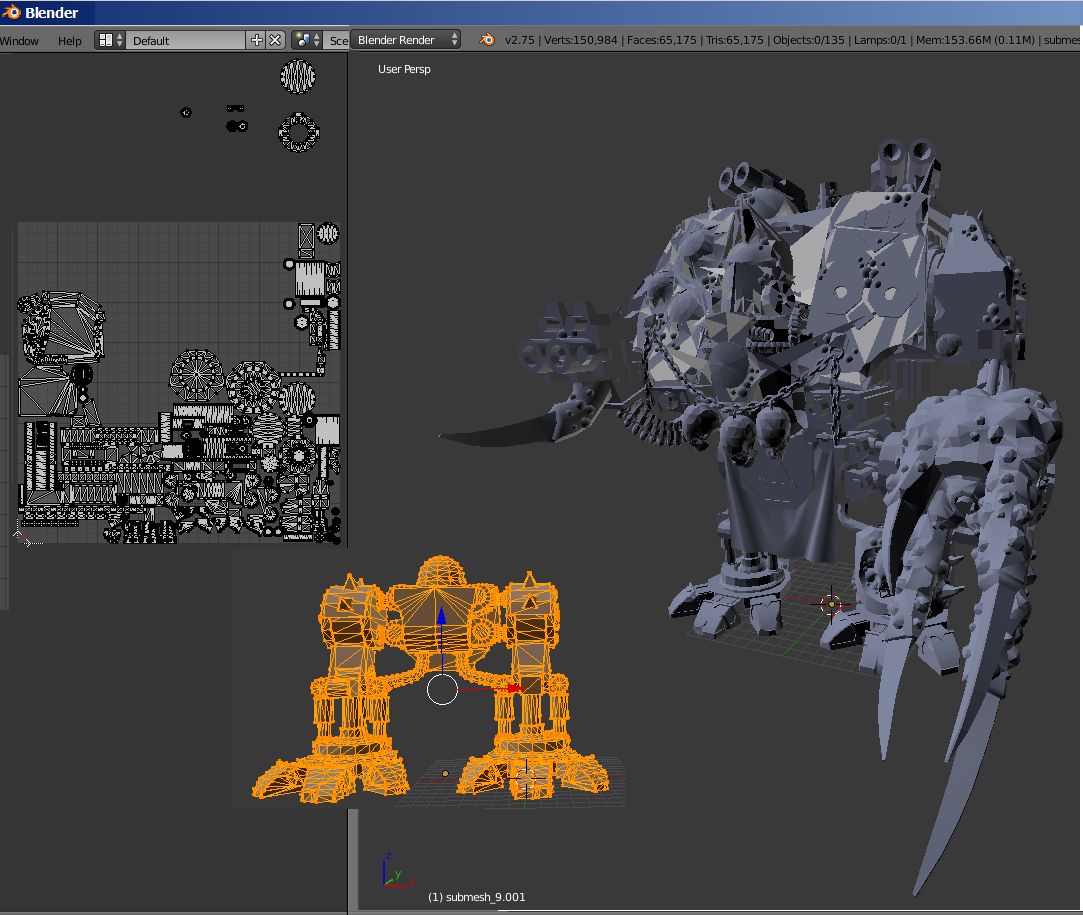 Blender
Window Help Default Sce Blender Render v2.75 | Verts:150,984 | Faces:65,175 | Tris:65,175 | Objects:0/135 | Lamps:0/1 | Mem:153.66M (0.11M) | submes
User Persp
z
y
x
(1) submesh_9.001